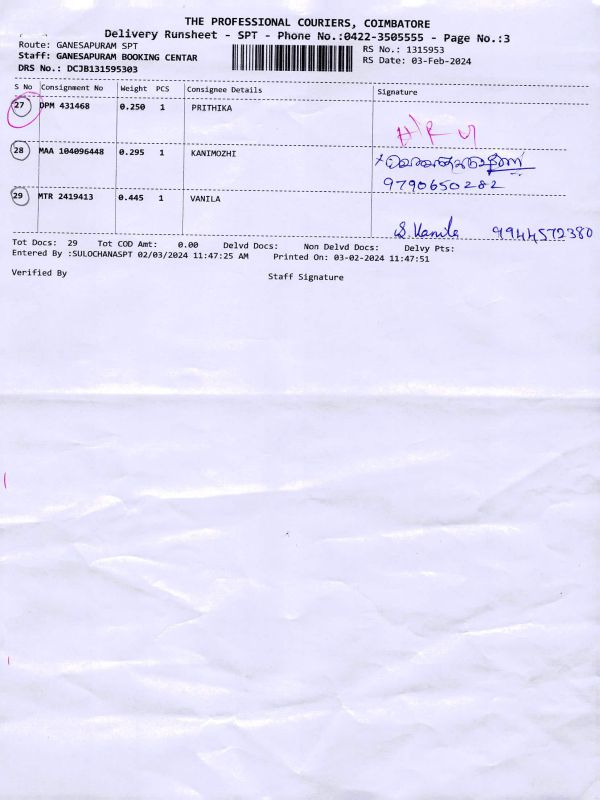 THE PROFESSIONAL COURIERS, COIMBATORE
Delivery Runsheet - SPT - Phone No.:0422-3505555 - Page No.:3
Route: GANESAPURAM SPT
RS No.: 1315953
Staff: GANESAPURAM BOOKING CENTAR
RS Date: 03-Feb-2024
DRS No.: DCJB131595303
S No Consignment No Weight PCS Consignee Details Signature
27 DPM 431468 0.250 1 PRITHIKA
28 MAA 104096448 0.295 1 KANIMOZHI
9790650282
29 MTR 2419413 0.445 1 VANILA
S. Vanila 9944572380
Tot Docs: 29 Tot COD Amt: 0.00 Delvd Docs: Non Delvd Docs: Delvy Pts:
Entered By :SULOCHANASPT 02/03/2024 11:47:25 AM Printed On: 03-02-2024 11:47:51
Verified By Staff Signature